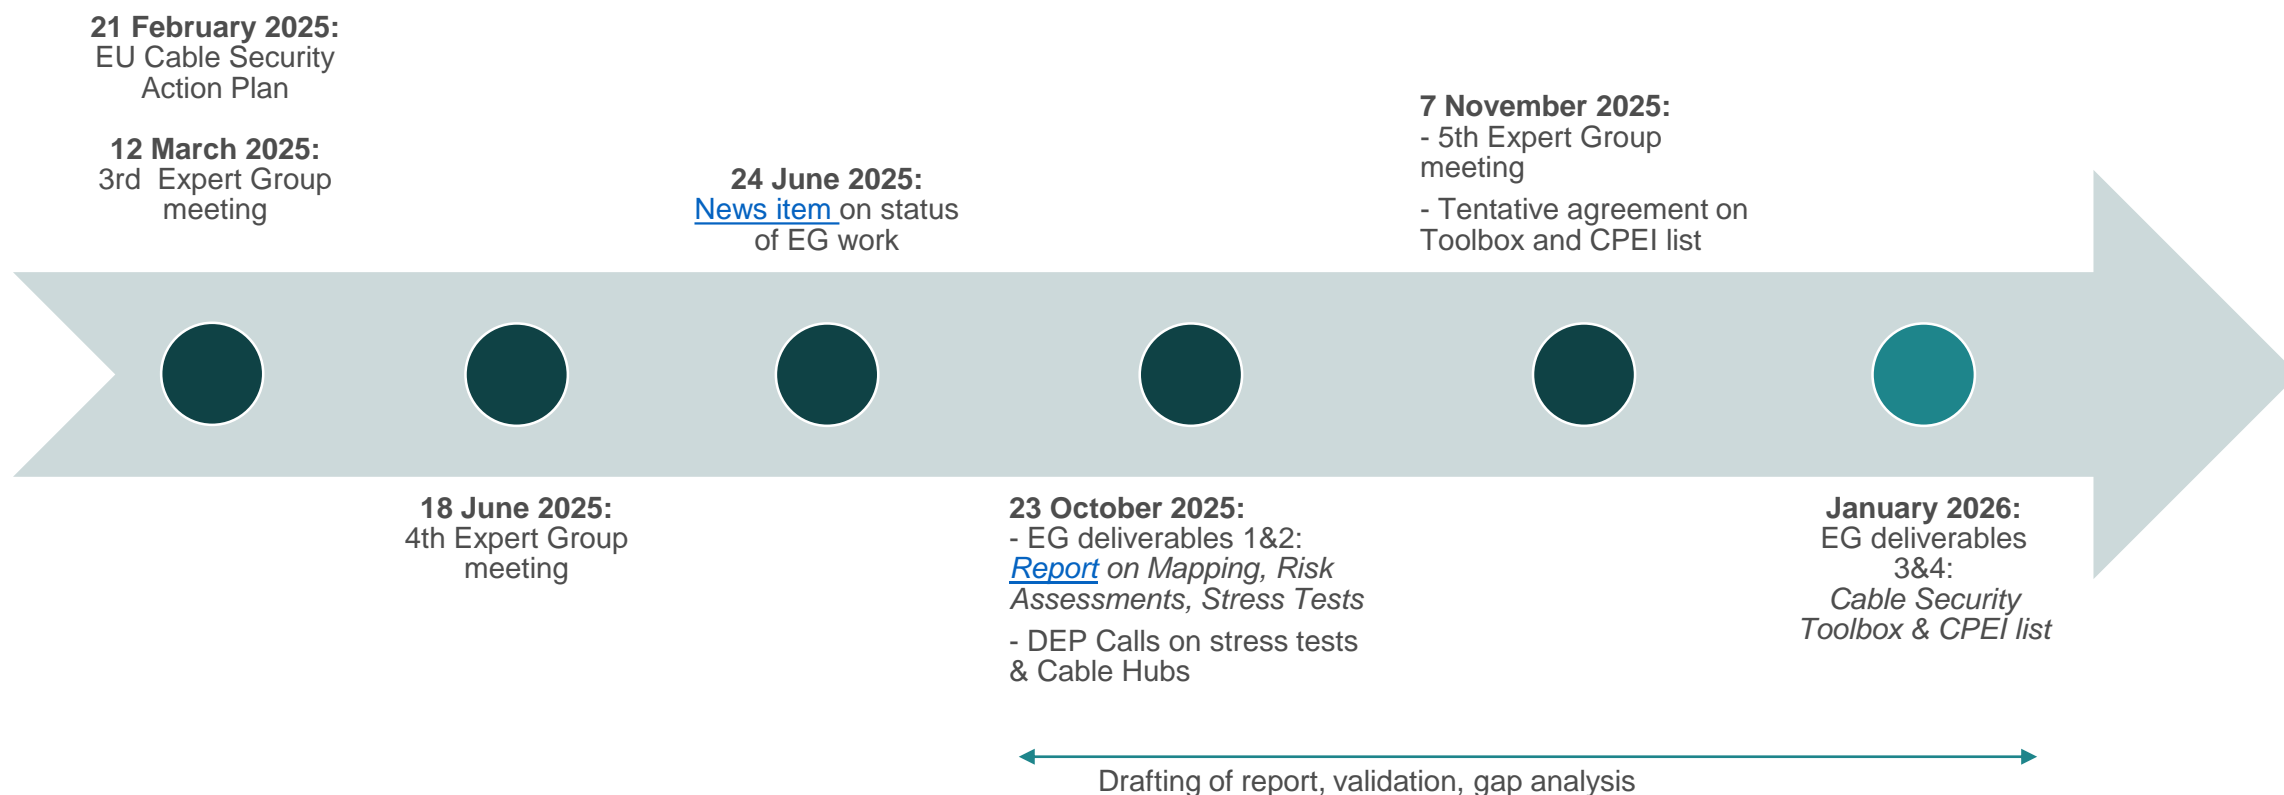 21 February 2025:
EU Cable Security
Action Plan
12 March 2025:
3rd Expert Group
meeting
18 June 2025:
4th Expert Group
meeting
24 June 2025:
News item on status
of EG work
23 October 2025:
- EG deliverables 1&2:
Report on Mapping, Risk
Assessments, Stress Tests
- DEP Calls on stress tests
& Cable Hubs
7 November 2025:
- 5th Expert Group
meeting
- Tentative agreement on
Toolbox and CPEI list
January 2026:
EG deliverables
3&4:
Cable Security
Toolbox & CPEI list
Drafting of report, validation, gap analysis